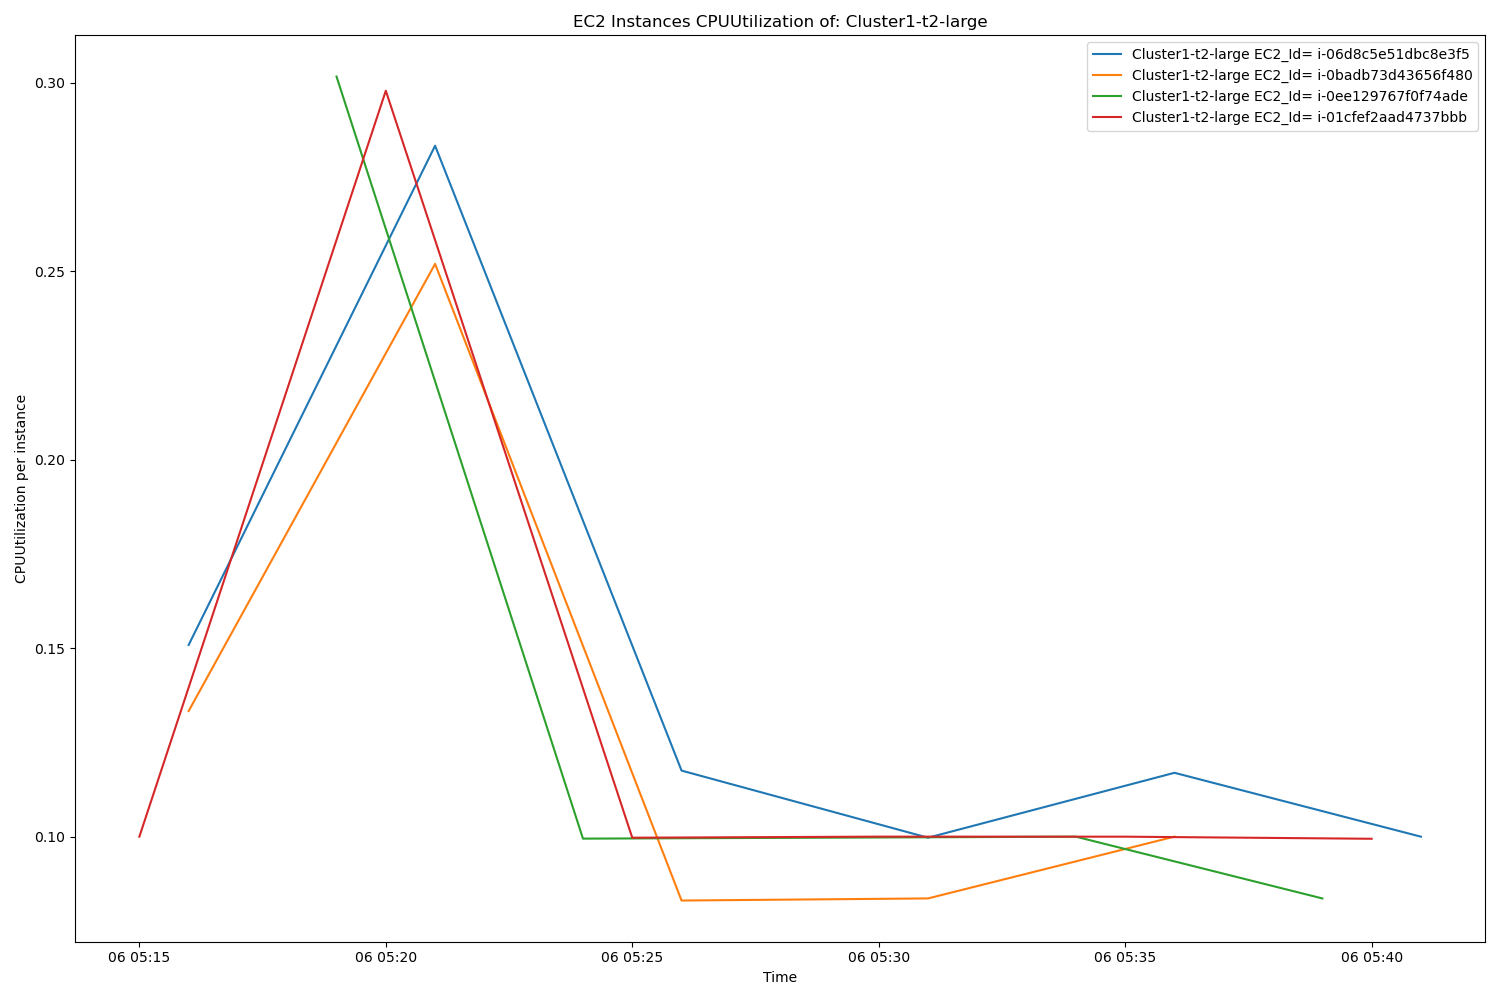 EC2 Instances CPUUtilization of: Cluster1-t2-large
Cluster1-t2-large EC2_Id= i-06d8c5e51dbc8e3f5
Cluster1-t2-large EC2_Id= i-0badb73d43656f480
Cluster1-t2-large EC2_Id= i-0ee129767f0f74ade
Cluster1-t2-large EC2_Id= i-01cfef2aad4737bbb
0.30
0.25
0.20
0.15
0.10
CPUUtilization per instance
06 05:15 06 05:20 06 05:25 06 05:30 06 05:35 06 05:40
Time